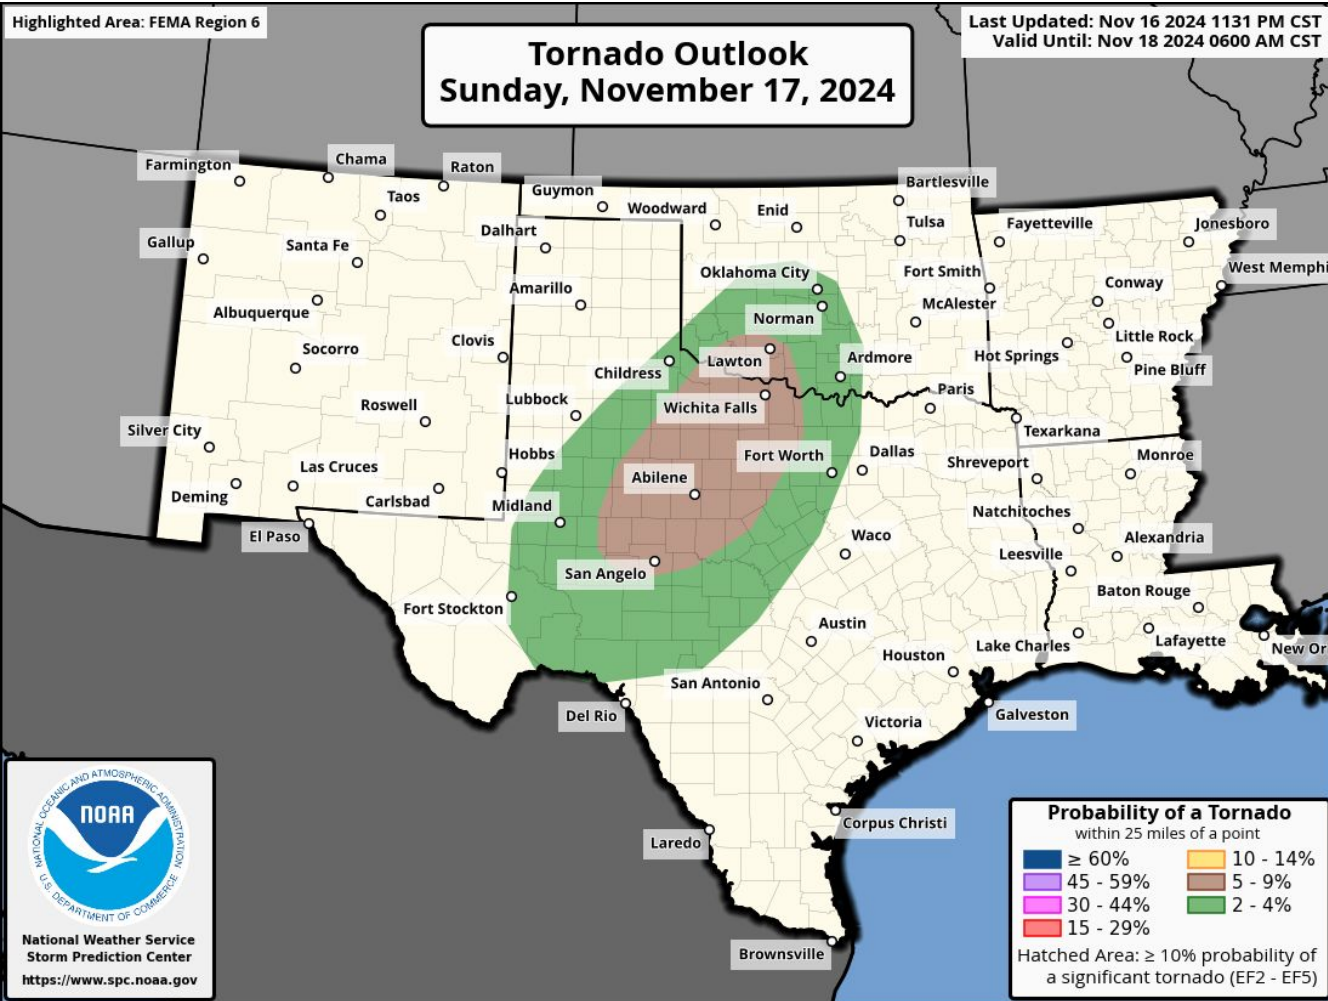 Highlighted Area: FEMA Region 6
Last Updated: Nov 16 2024 1131 PM CST
Valid Until: Nov 18 2024 0600 AM CST
Tornado Outlook
Sunday, November 17, 2024
Farmington
Chama
Raton
Taos
Guymon
Woodward
Enid
Bartlesville
Tulsa
Fayetteville
Jonesboro
Gallup
Santa Fe
Dalhart
Oklahoma City
Fort Smith
West Memphi
Amarillo
Conway
McAlester
Albuquerque
Norman
Little Rock
Socorro
Clovis
Lawton
Ardmore
Hot Springs
Pine Bluff
Childress
Paris
Lubbock
Roswell
Wichita Falls
Silver City
Texarkana
Hobbs
Fort Worth
Dallas
Shreveport
Monroe
Las Cruces
Abilene
Deming
Carlsbad
Midland
Natchitoches
El Paso
Waco
Alexandria
Leesville
San Angelo
Baton Rouge
Fort Stockton
Austin
Lake Charles
Lafayette
New Or
Houston
San Antonio
Del Rio
Galveston
Victoria
Corpus Christi
Laredo
Brownsville
NATIONAL OCEANIC AND ATMOSPHERIC ADMINISTRATION
NOAA
U.S. DEPARTMENT OF COMMERCE
National Weather Service
Storm Prediction Center
https://www.spc.noaa.gov
Probability of a Tornado
within 25 miles of a point
≥ 60%
45 - 59%
30 - 44%
15 - 29%
10 - 14%
5 - 9%
2 - 4%
Hatched Area: ≥ 10% probability of
a significant tornado (EF2 - EF5)